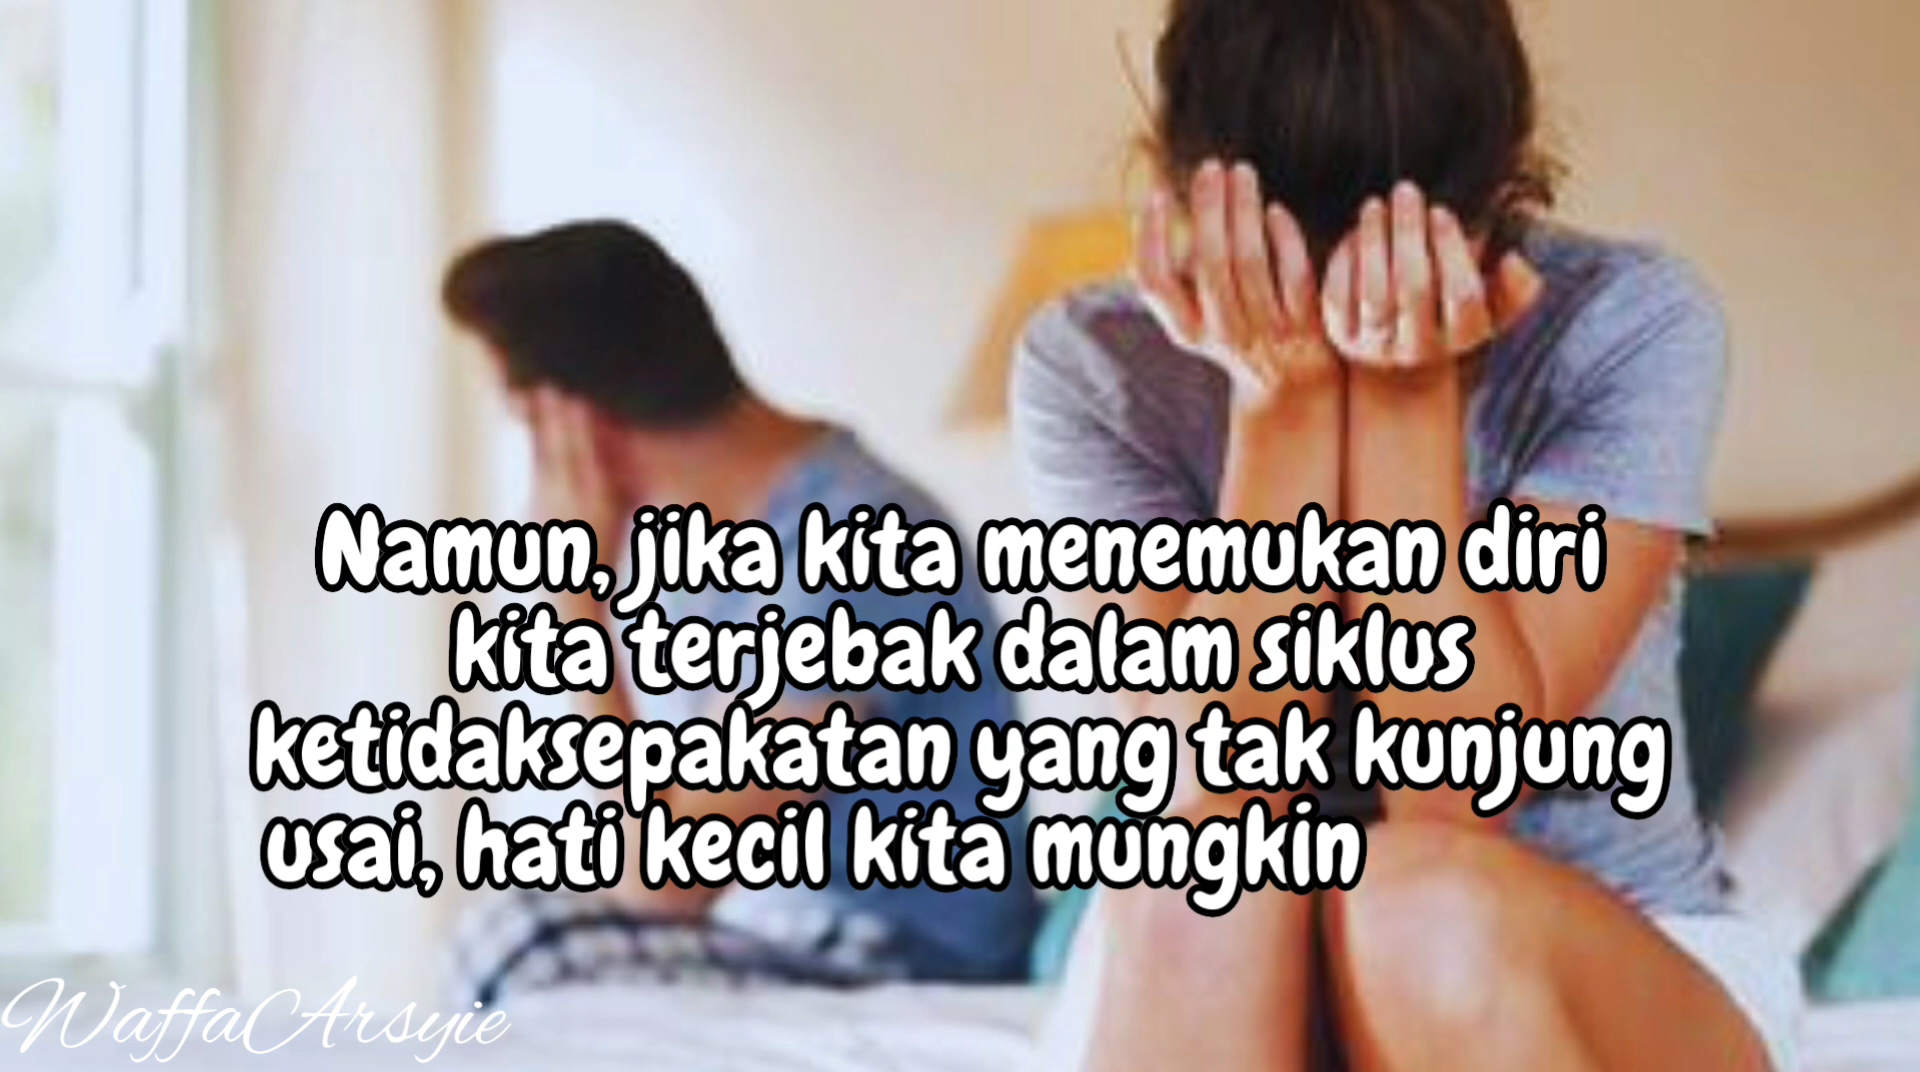 Namun, jika kita menemukan diri
kita terjebak dalam siklus
ketidaksepakatan yang tak kunjung
usai, hati kecil kita mungkin
WaffaArsyie